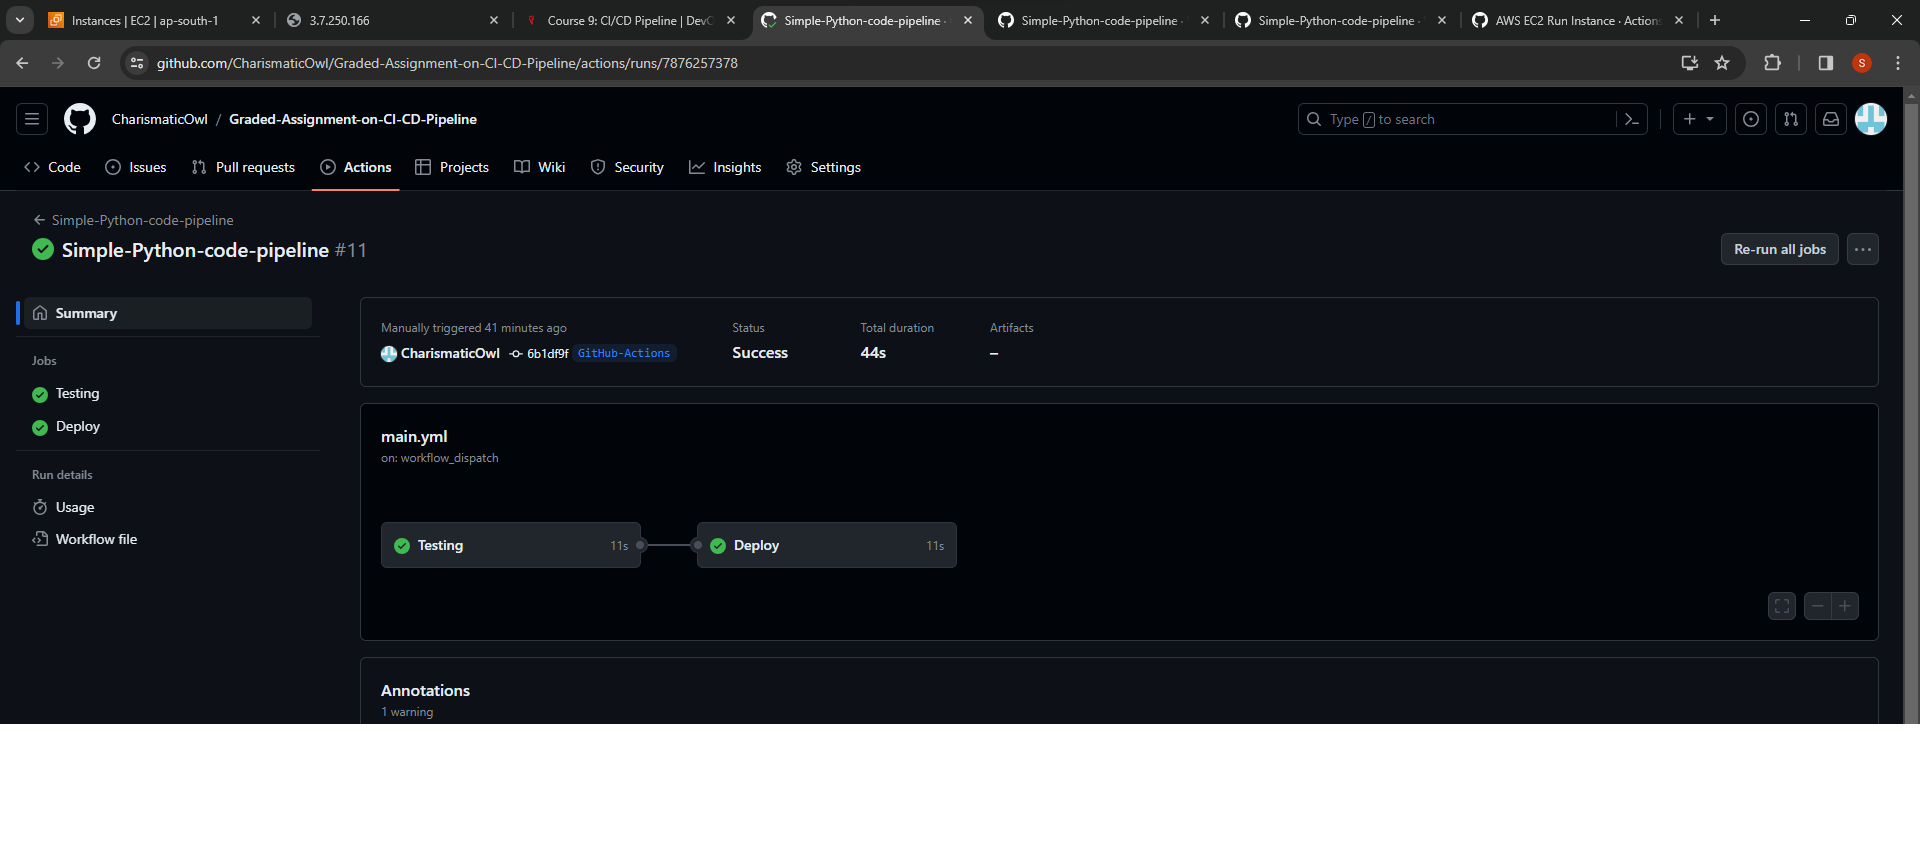 Instances | EC2 | ap-south-1
3.7.250.166
Course 9: CI/CD Pipeline | DevC
Simple-Python-code-pipeline ·
Simple-Python-code-pipeline ·
Simple-Python-code-pipeline ·
AWS EC2 Run Instance · Action
github.com/CharismaticOwl/Graded-Assignment-on-CI-CD-Pipeline/actions/runs/7876257378
S
CharismaticOwl / Graded-Assignment-on-CI-CD-Pipeline
Type / to search
Code
Issues
Pull requests
Actions
Projects
Wiki
Security
Insights
Settings
Simple-Python-code-pipeline
Simple-Python-code-pipeline #11
Re-run all jobs
Summary
Jobs
Testing
Deploy
Run details
Usage
Workflow file
Manually triggered 41 minutes ago
CharismaticOwl 6b1df9f GitHub-Actions
Status
Success
Total duration
44s
Artifacts
–
main.yml
on: workflow_dispatch
Testing 11s
Deploy 11s
Annotations
1 warning